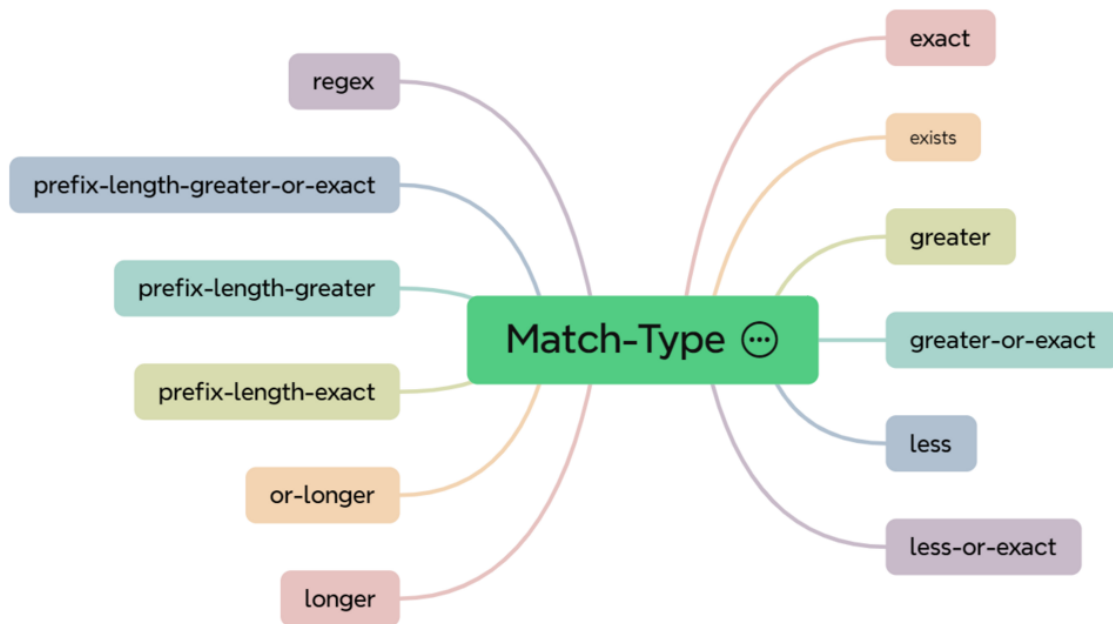 regex
prefix-length-greater-or-exact
prefix-length-greater
prefix-length-exact
or-longer
longer
Match-Type
exact
exists
greater
greater-or-exact
less
less-or-exact